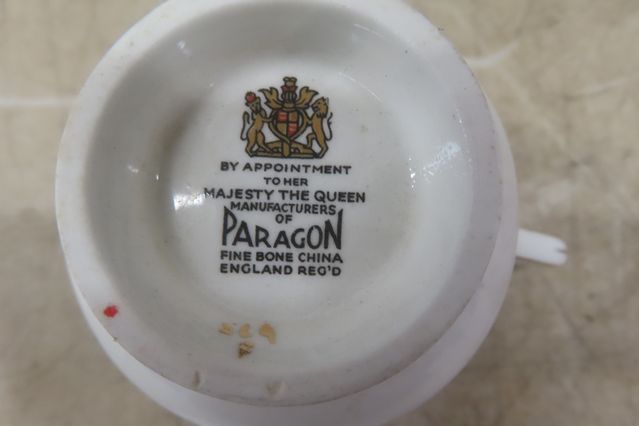 BY APPOINTMENT
TO HER
MAJESTY THE QUEEN
MANUFACTURERS
OF
PARAGON
FINE BONE CHINA
ENGLAND REG'D